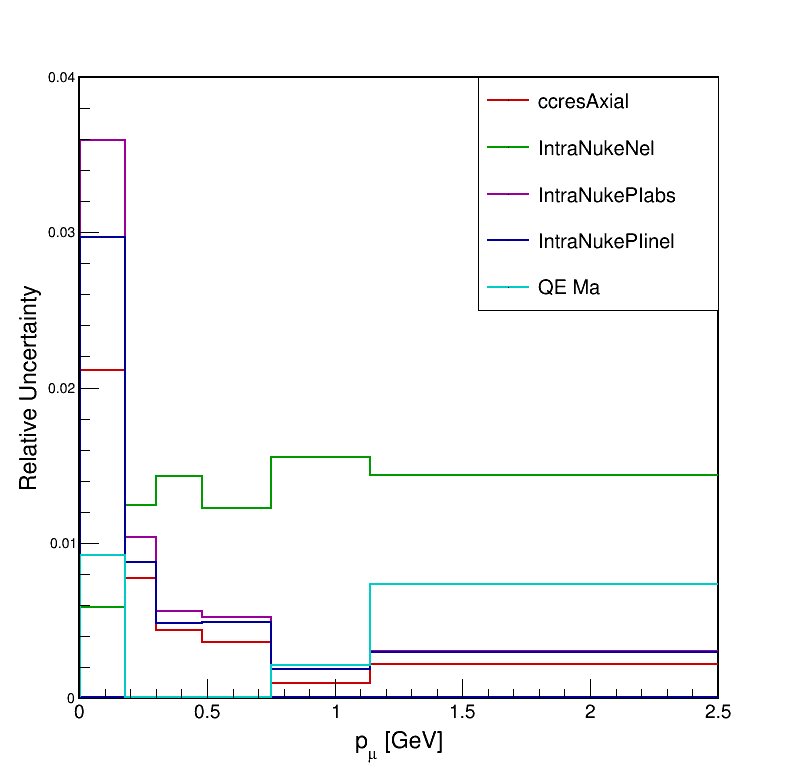 0.04
0.03
0.02
0.01
0
Relative Uncertainty
ccresAxial
IntraNukeNel
IntraNukePIabs
IntraNukePIinel
QE Ma
0 0.5 1 1.5 2 2.5
pμ [GeV]